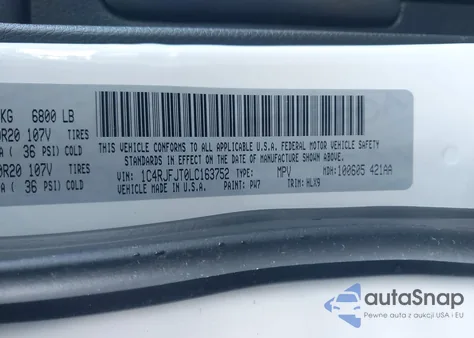 KG 6800 LB
0R20 107V TIRES
A ( 36 PSI) COLD
0R20 107V TIRES
A ( 36 PSI) COLD
THIS VEHICLE CONFORMS TO ALL APPLICABLE U.S.A. FEDERAL MOTOR VEHICLE SAFETY
STANDARDS IN EFFECT ON THE DATE OF MANUFACTURE SHOWN ABOVE.
VIN: 1C4RJFJT0LC163752 TYPE: MPV MDH: 100605 421AA
VEHICLE MADE IN U.S.A. PAINT: PW7 TRIM: HLX9
autoSnap
Pewne auta z aukcji USA i EU